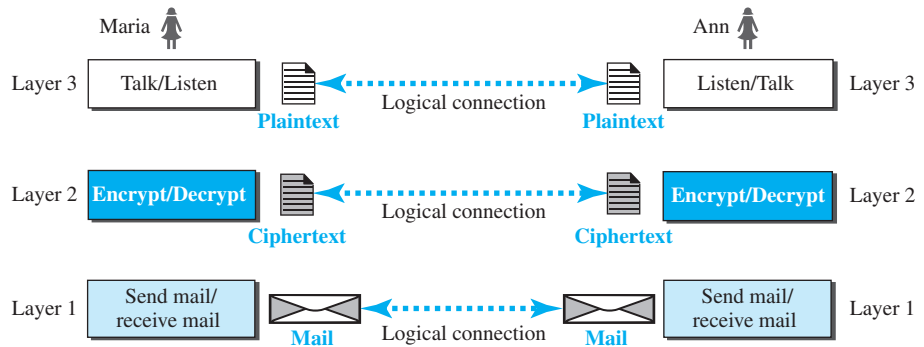 Maria
Ann
Layer 3
Talk/Listen
Logical connection
Listen/Talk
Layer 3
Plaintext
Plaintext
Layer 2
Encrypt/Decrypt
Logical connection
Encrypt/Decrypt
Layer 2
Ciphertext
Ciphertext
Layer 1
Send mail/
receive mail
Logical connection
Send mail/
receive mail
Layer 1
Mail
Mail